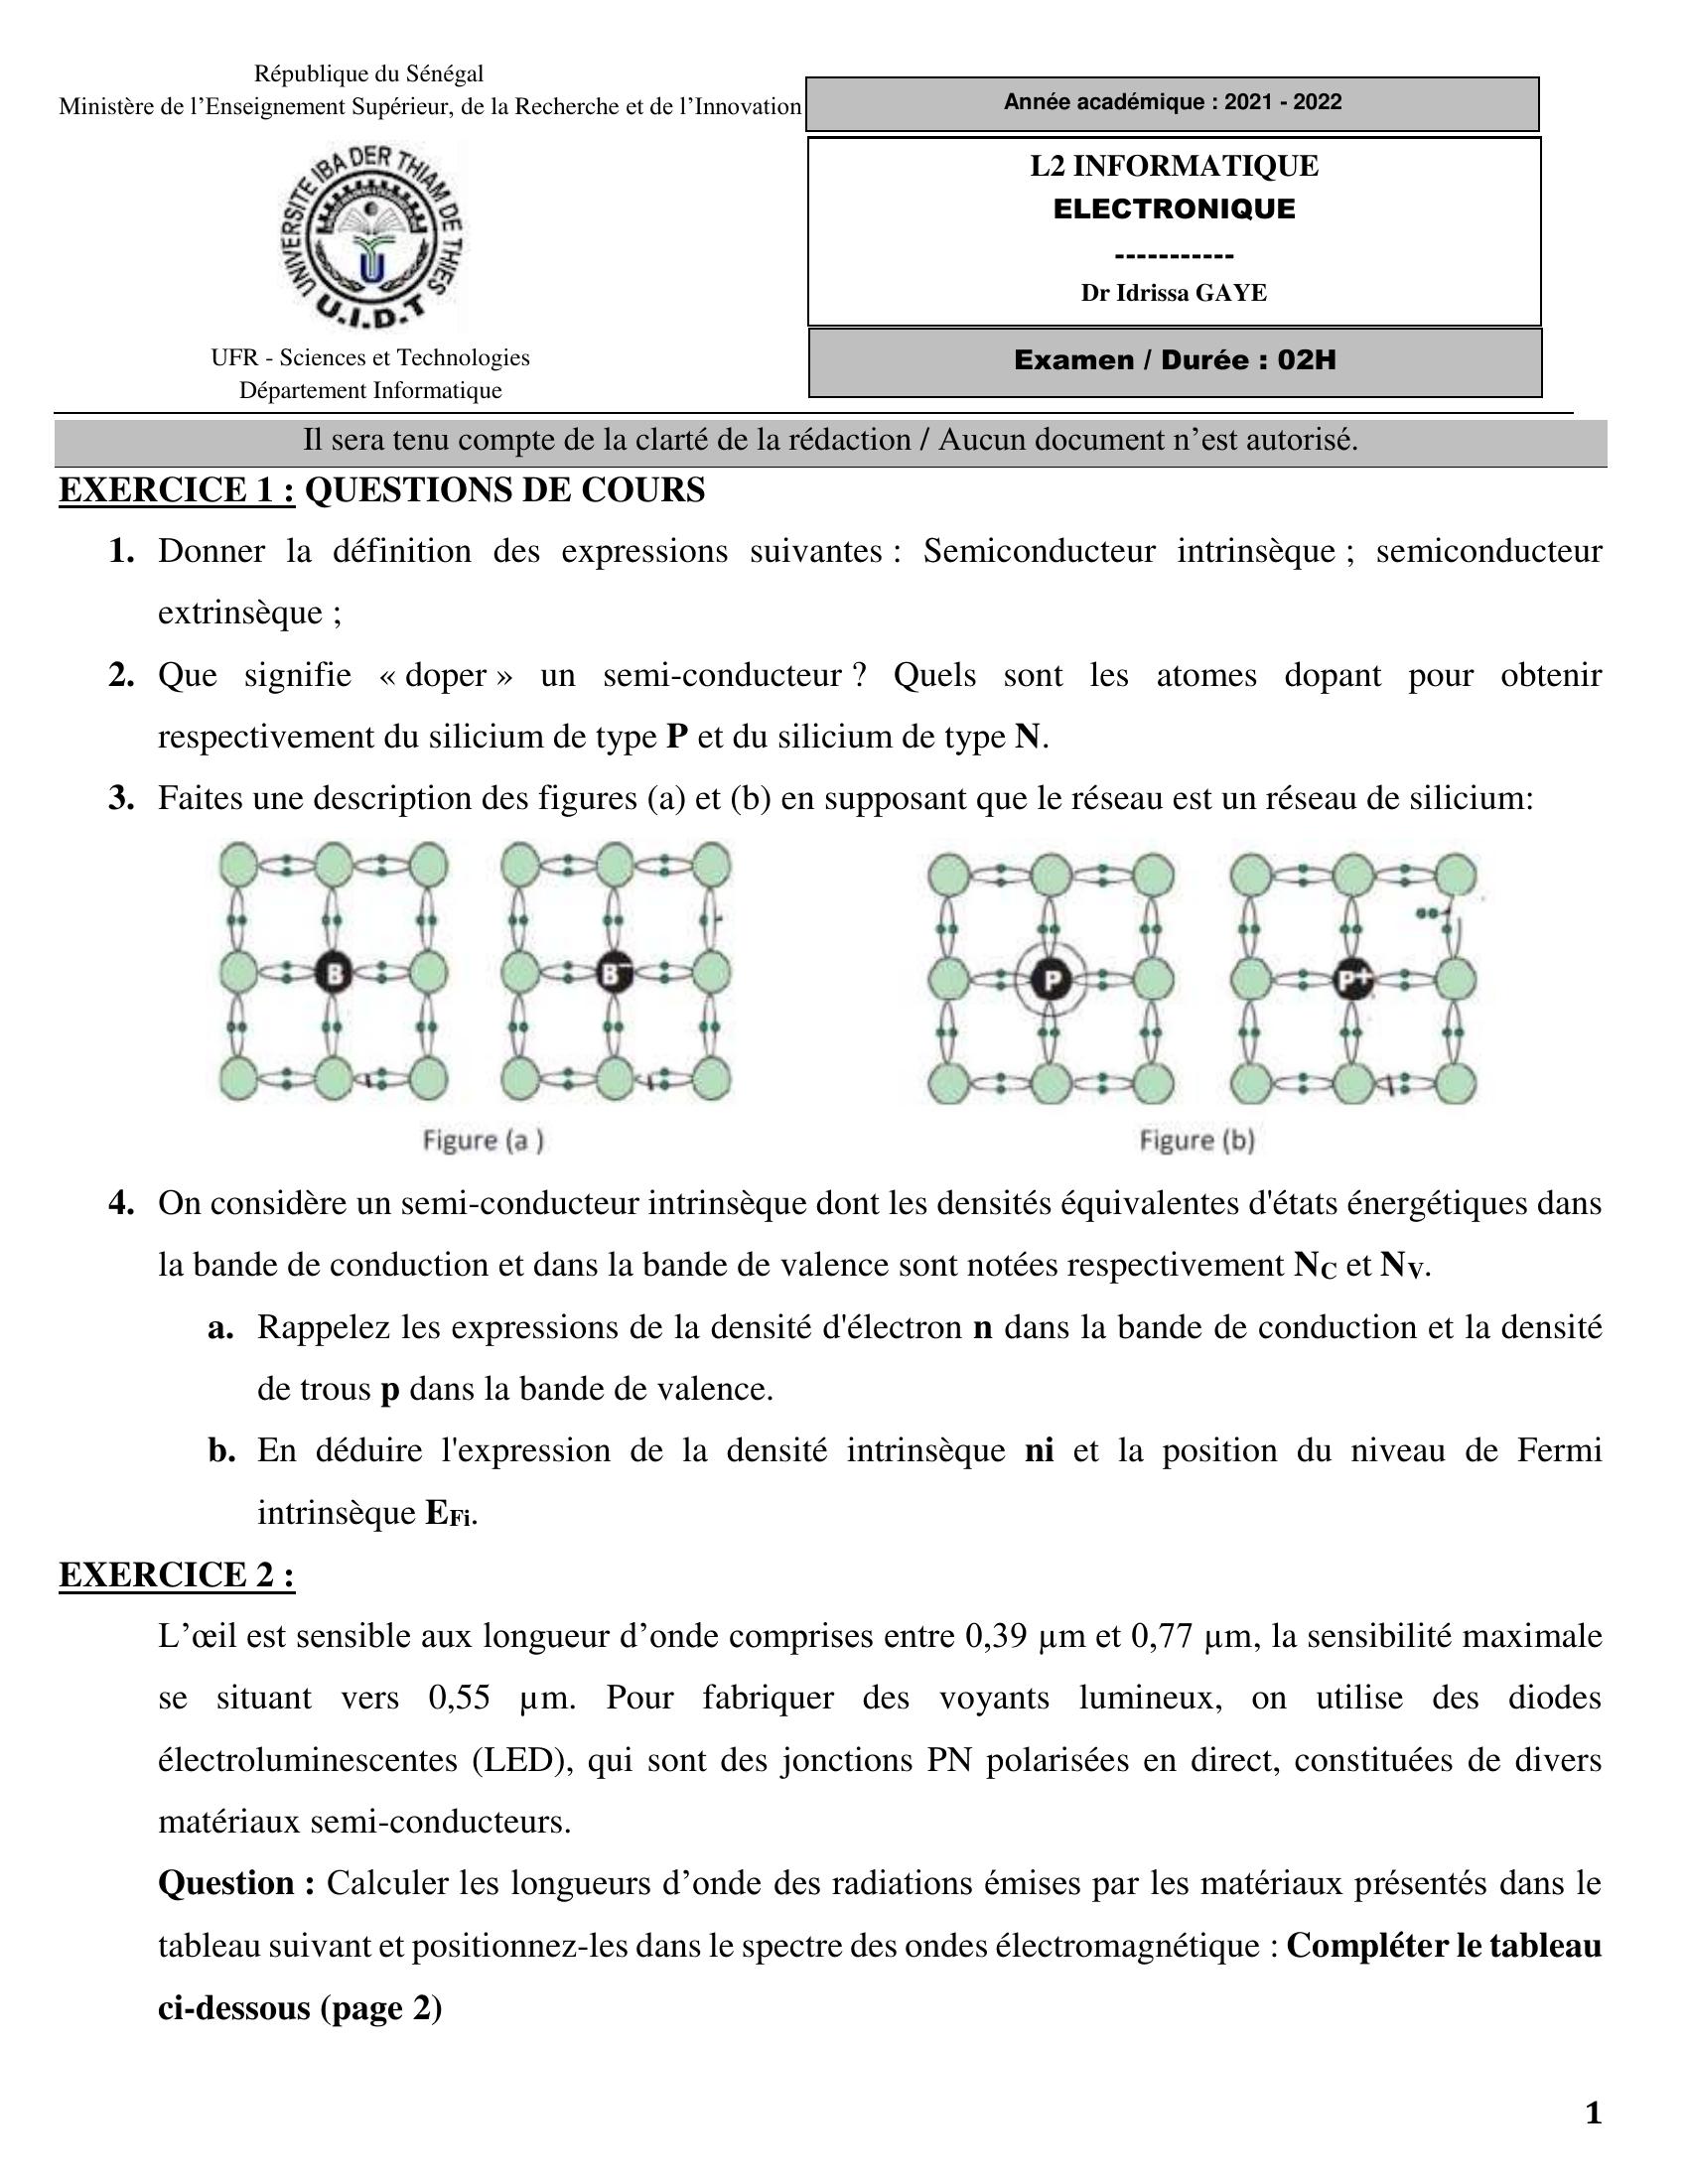 République du Sénégal
Ministère de l’Enseignement Supérieur, de la Recherche et de l’Innovation
UNIVERSITE IBA DER THIAM DE THIES
U.I.D.T
UFR - Sciences et Technologies
Département Informatique
Année académique : 2021 - 2022
L2 INFORMATIQUE
ELECTRONIQUE
-----------
Dr Idrissa GAYE
Examen / Durée : 02H
Il sera tenu compte de la clarté de la rédaction / Aucun document n’est autorisé.
EXERCICE 1 : QUESTIONS DE COURS
1. Donner la définition des expressions suivantes : Semiconducteur intrinsèque ; semiconducteur
extrinsèque ;
2. Que signifie « doper » un semi-conducteur ? Quels sont les atomes dopant pour obtenir
respectivement du silicium de type P et du silicium de type N.
3. Faites une description des figures (a) et (b) en supposant que le réseau est un réseau de silicium:
B B⁻ P P+
Figure (a ) Figure (b)
4. On considère un semi-conducteur intrinsèque dont les densités équivalentes d'états énergétiques dans
la bande de conduction et dans la bande de valence sont notées respectivement NC et NV.
a. Rappelez les expressions de la densité d'électron n dans la bande de conduction et la densité
de trous p dans la bande de valence.
b. En déduire l'expression de la densité intrinsèque ni et la position du niveau de Fermi
intrinsèque EFi.
EXERCICE 2 :
L’œil est sensible aux longueur d’onde comprises entre 0,39 µm et 0,77 µm, la sensibilité maximale
se situant vers 0,55 µm. Pour fabriquer des voyants lumineux, on utilise des diodes
électroluminescentes (LED), qui sont des jonctions PN polarisées en direct, constituées de divers
matériaux semi-conducteurs.
Question : Calculer les longueurs d’onde des radiations émises par les matériaux présentés dans le
tableau suivant et positionnez-les dans le spectre des ondes électromagnétique : Compléter le tableau
ci-dessous (page 2)
1